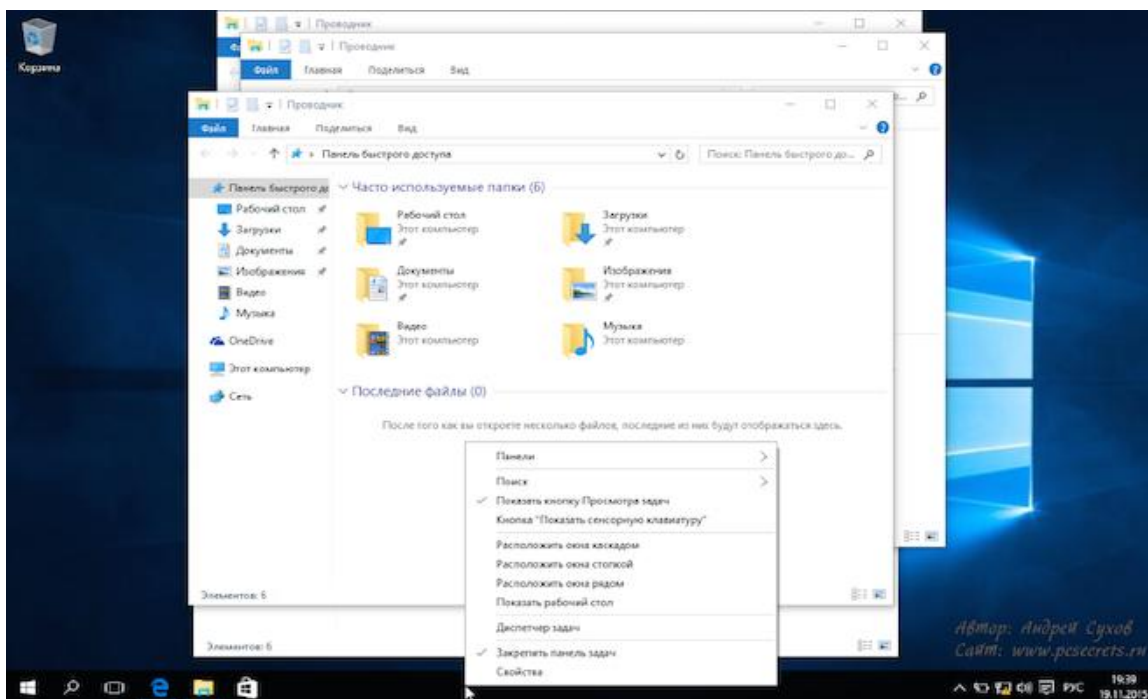 Корзина
Проводник
Проводник
Файл Главная Поделиться Вид
Проводник
Файл Главная Поделиться Вид
Панель быстрого доступа
Поиск: Панель быстрого до...
Панель быстрого до
Рабочий стол
Загрузки
Документы
Изображения
Видео
Музыка
OneDrive
Этот компьютер
Сеть
Часто используемые папки (6)
Рабочий стол
Этот компьютер
Загрузки
Этот компьютер
Документы
Этот компьютер
Изображения
Этот компьютер
Видео
Этот компьютер
Музыка
Этот компьютер
Последние файлы (0)
После того как вы откроете несколько файлов, последние из них будут отображаться здесь.
Панели
Поиск
Показать кнопку Просмотра задач
Кнопка "Показать сенсорную клавиатуру"
Расположить окна каскадом
Расположить окна стопкой
Расположить окна рядом
Показать рабочий стол
Диспетчер задач
Закрепить панель задач
Свойства
Элементов: 6
Элементов: 6
Автор: Андрей Сухов
Сайт: www.pcsecrets.ru
РУС
19:39
19.11.2015